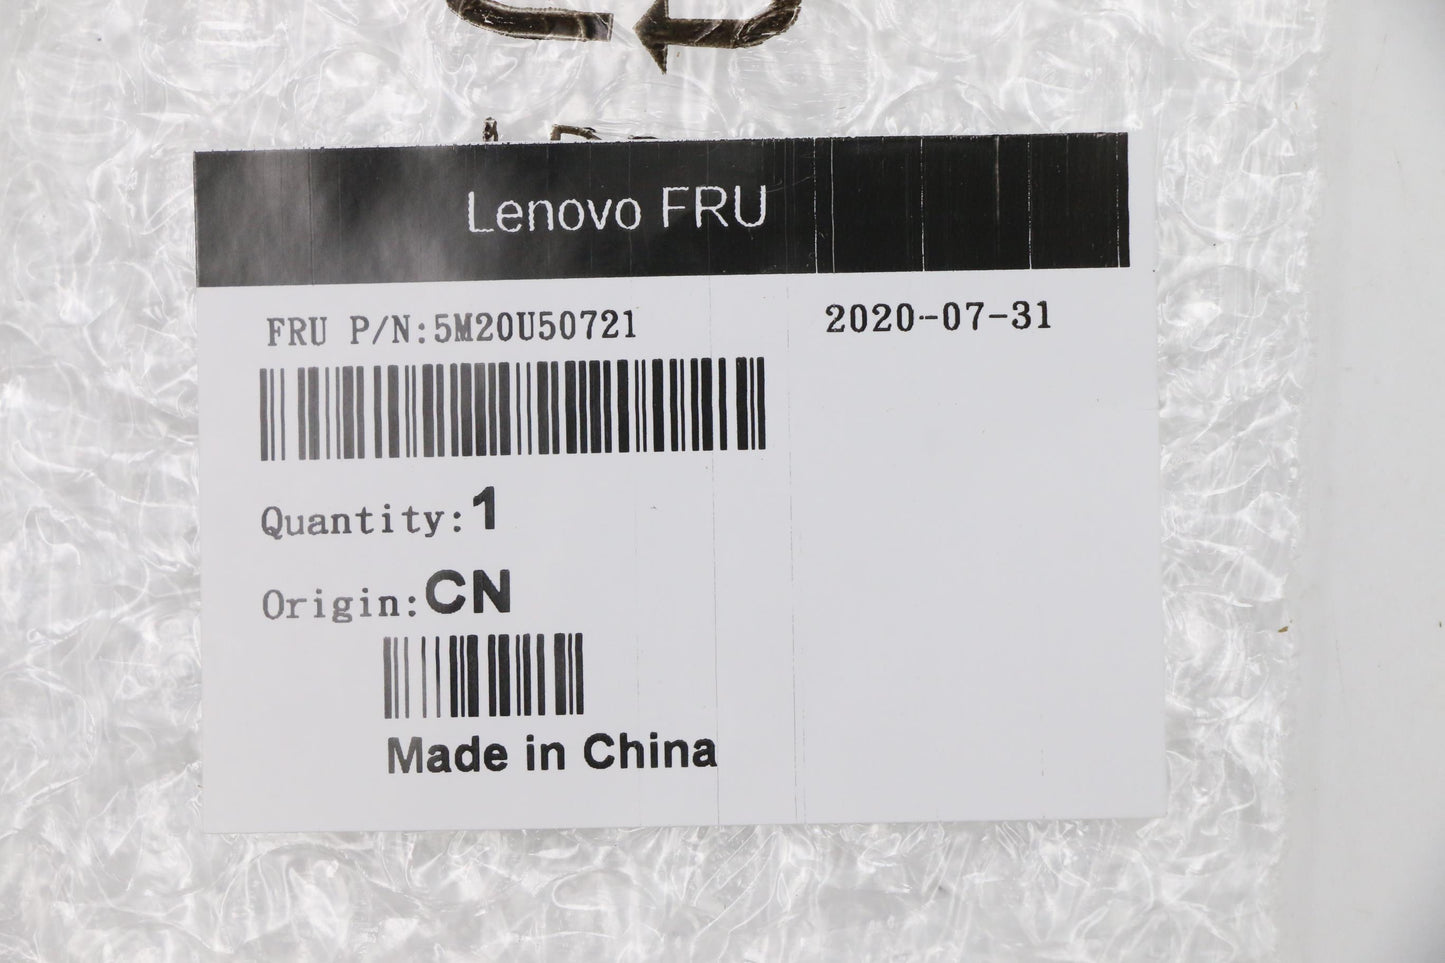 Lenovo FRU
FRU P/N:5M20U50721
2020-07-31
Quantity:1
Origin:CN
Made in China